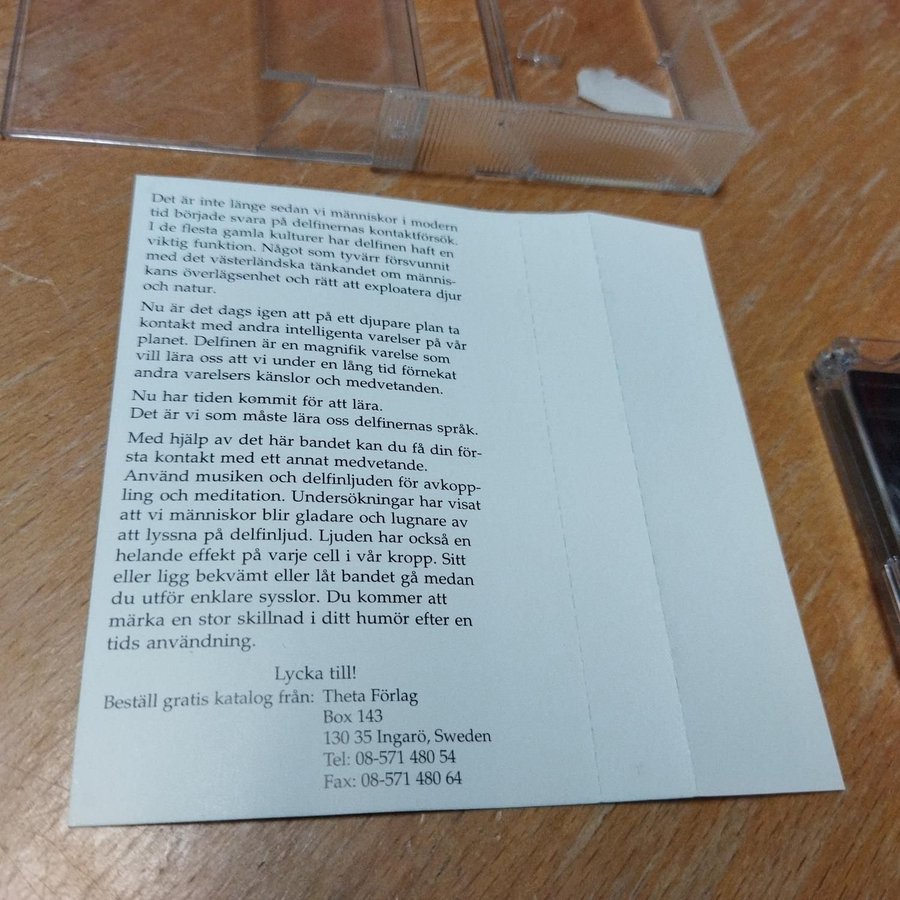 Det är inte länge sedan vi människor i modern
tid började svara på delfinernas kontaktförsök.
I de flesta gamla kulturer har delfinen haft en
viktig funktion. Något som tyvärr försvunnit
med det västerländska tänkandet om männis-
kans överlägsenhet och rätt att exploatera djur
och natur.
Nu är det dags igen att på ett djupare plan ta
kontakt med andra intelligenta varelser på vår
planet. Delfinen är en magnifik varelse som
vill lära oss att vi under en lång tid förnekat
andra varelsers känslor och medvetanden.
Nu har tiden kommit för att lära.
Det är vi som måste lära oss delfinernas språk.
Med hjälp av det här bandet kan du få din för-
sta kontakt med ett annat medvetande.
Använd musiken och delfinljuden för avkopp-
ling och meditation. Undersökningar har visat
att vi människor blir gladare och lugnare av
att lyssna på delfinljud. Ljuden har också en
helande effekt på varje cell i vår kropp. Sitt
eller ligg bekvämt eller låt bandet gå medan
du utför enklare sysslor. Du kommer att
märka en stor skillnad i ditt humör efter en
tids användning.
Lycka till!
Beställ gratis katalog från: Theta Förlag
Box 143
130 35 Ingarö, Sweden
Tel: 08-571 480 54
Fax: 08-571 480 64